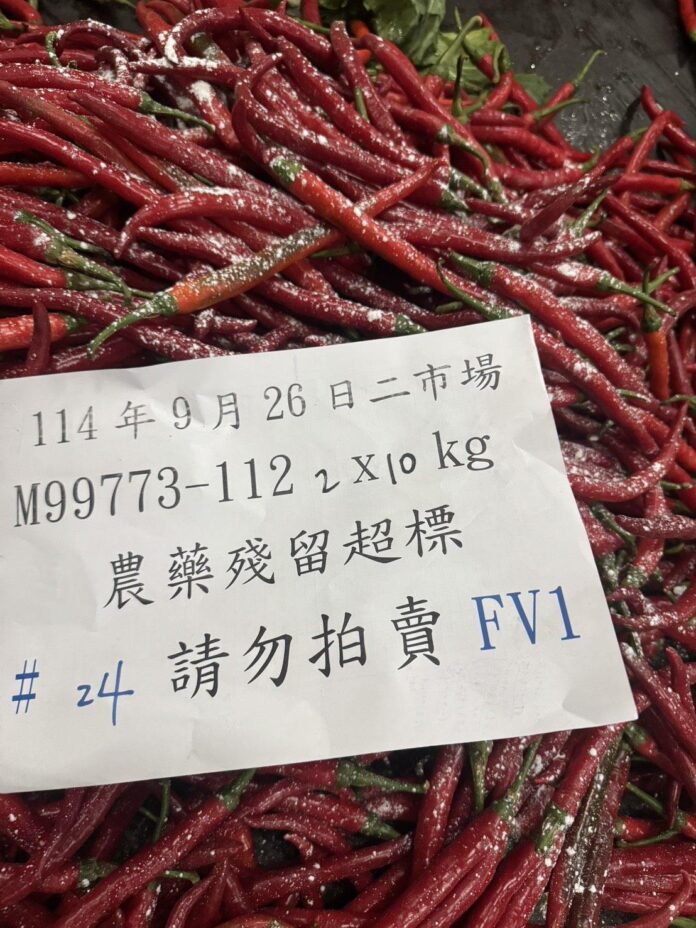 114 年 9 月 26 日二市場
M99773-112 2 x10 kg
農藥殘留超標
# 24 請勿拍賣 FV1